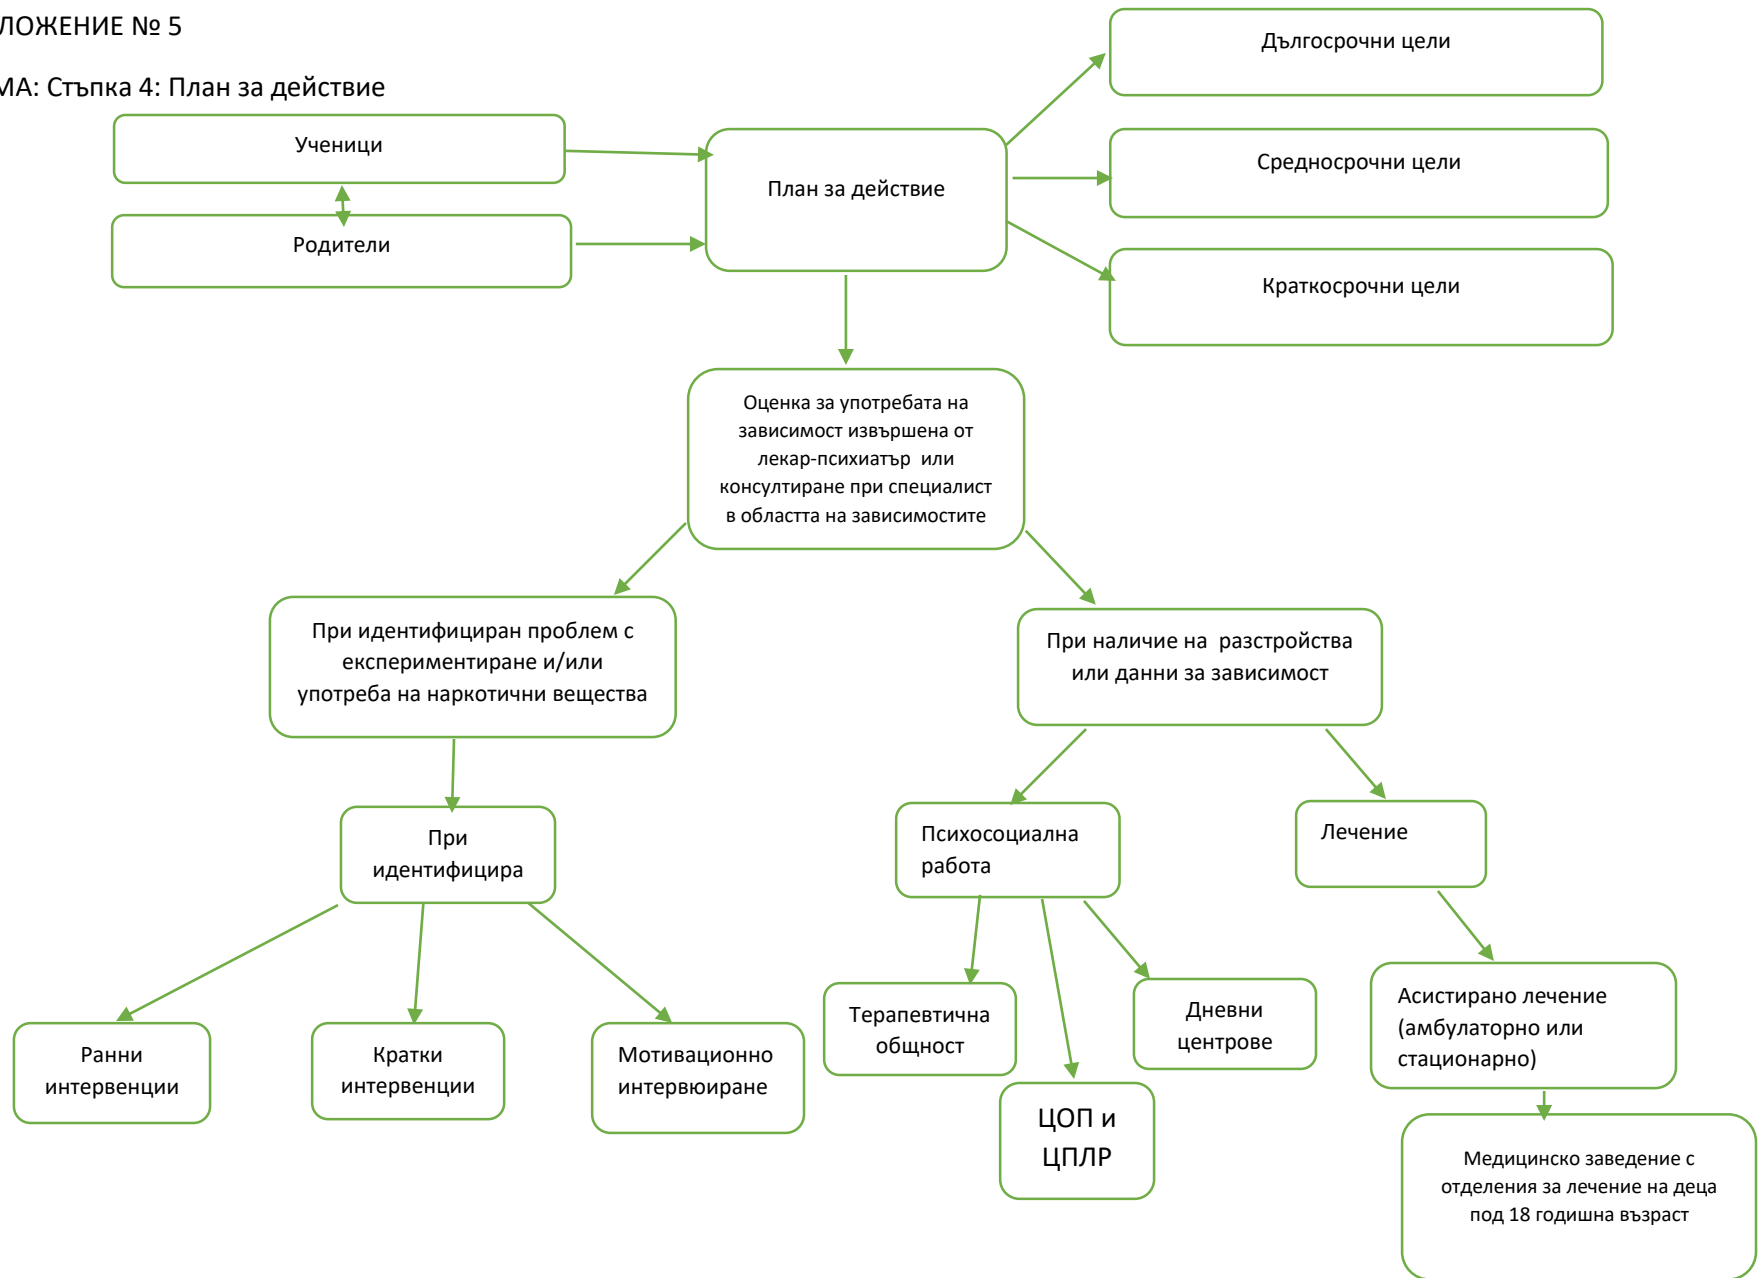 ЛОЖЕНИЕ № 5
МА: Стъпка 4: План за действие
Ученици
Родители
План за действие
Дългосрочни цели
Средносрочни цели
Краткосрочни цели
Оценка за употребата на
зависимост извършена от
лекар-психиатър или
консултиране при специалист
в областта на зависимостите
При идентифициран проблем с
експериментиране и/или
употреба на наркотични вещества
При наличие на разстройства
или данни за зависимост
При
идентифицира
Психосоциална
работа
Лечение
Ранни
интервенции
Кратки
интервенции
Мотивационно
интервюиране
Терапевтична
общност
ЦОП и
ЦПЛР
Дневни
центрове
Асистирано лечение
(амбулаторно или
стационарно)
Медицинско заведение с
отделения за лечение на деца
под 18 годишна възраст